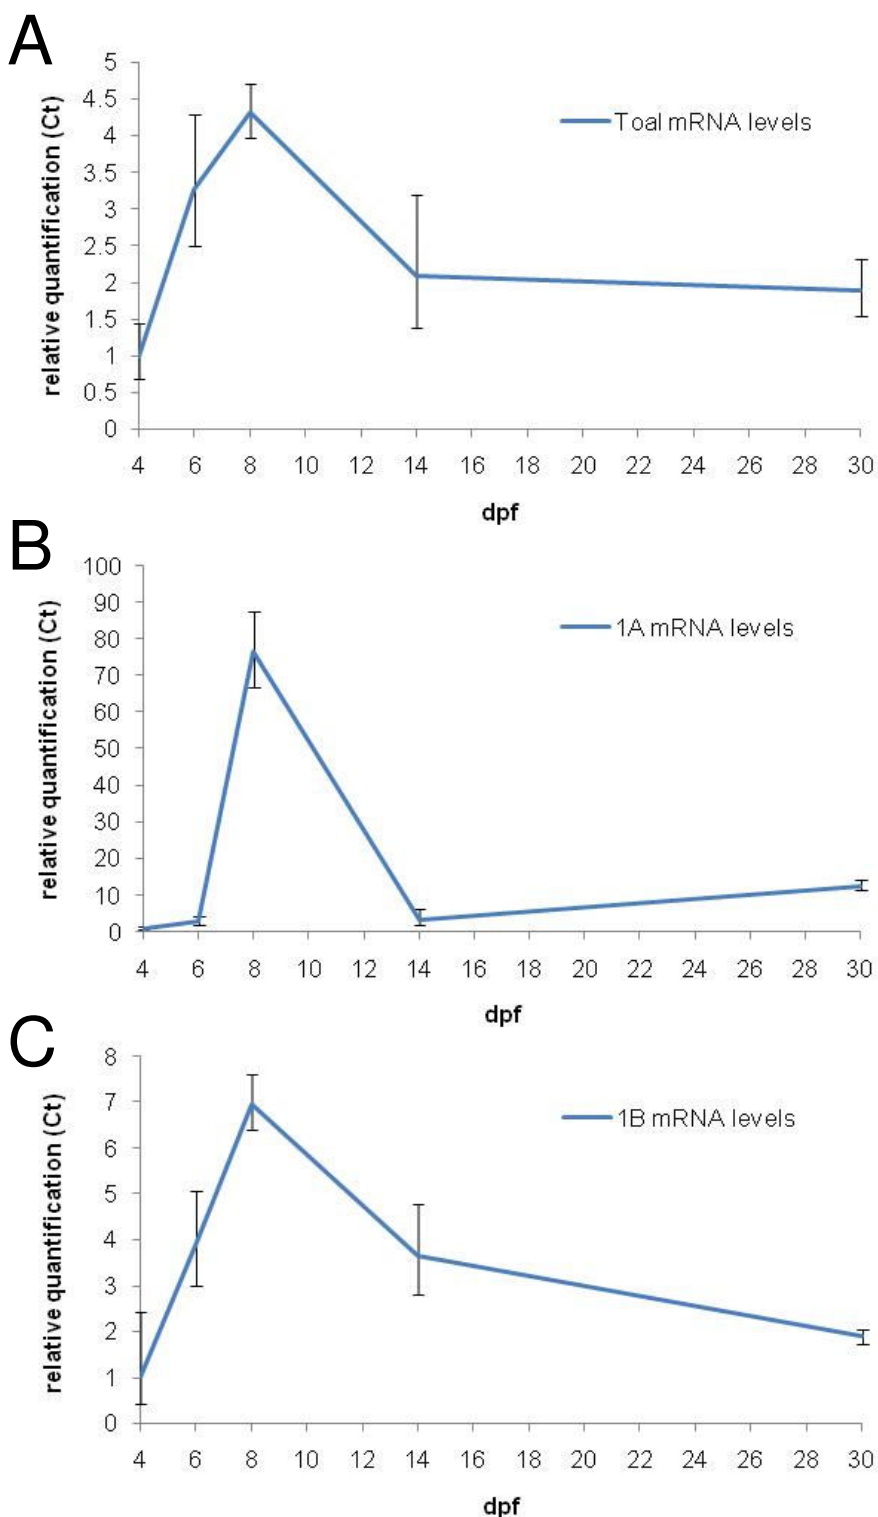 A
relative quantification (Ct)
5
4.5
4
3.5
3
2.5
2
1.5
1
0.5
0
Toal mRNA levels
4 6 8 10 12 14 16 18 20 22 24 26 28 30
dpf
B
relative quantification (Ct)
100
90
80
70
60
50
40
30
20
10
0
1A mRNA levels
4 6 8 10 12 14 16 18 20 22 24 26 28 30
dpf
C
relative quantification (Ct)
8
7
6
5
4
3
2
1
0
1B mRNA levels
4 6 8 10 12 14 16 18 20 22 24 26 28 30
dpf